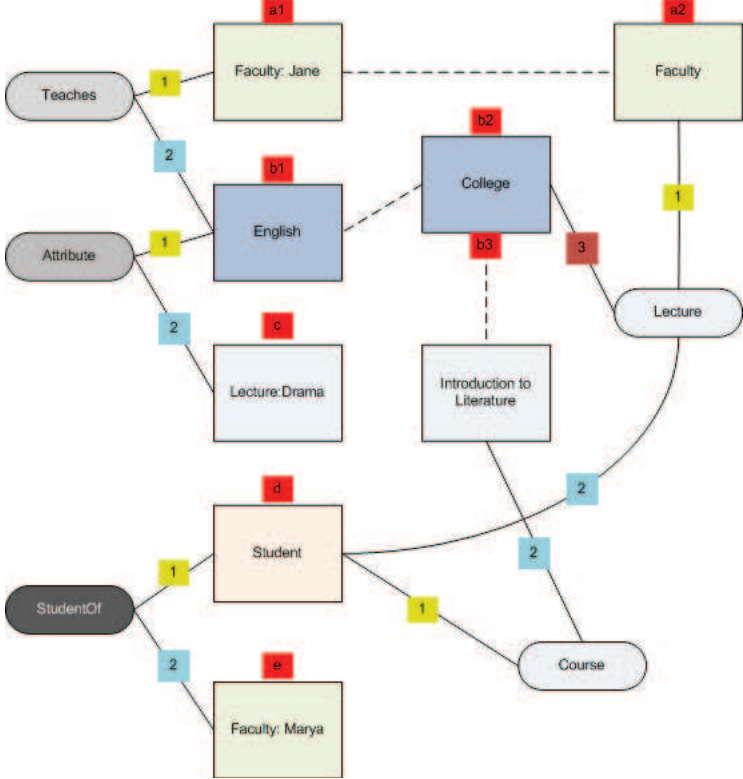 a1
a2
Faculty: Jane
Faculty
Teaches
1
2
b1
b2
College
1
English
b3
3
Attribute
1
2
c
Lecture
Lecture:Drama
Introduction to
Literature
d
2
Student
2
1
1
StudentOf
2
e
Course
Faculty: Marya